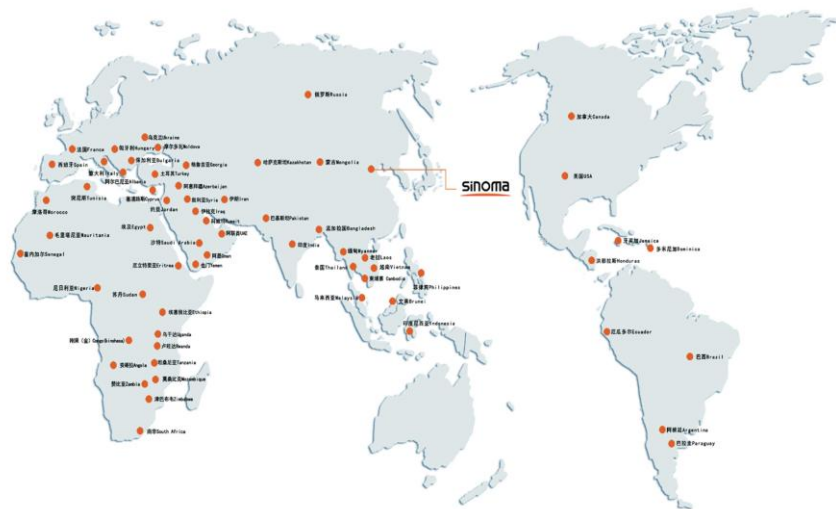 俄罗斯Russia
加拿大Canada
乌克兰Ukraine
摩尔多瓦Moldova
法国France
匈牙利Hungary
西班牙Spain
保加利亚Bulgaria
格鲁吉亚Georgia
哈萨克斯坦Kazakhstan
蒙古Mongolia
意大利Italy
土耳其Turkey
美国USA
阿尔巴尼亚Albania
阿塞拜疆Azerbaijan
sinoma
突尼斯Tunisia
塞浦路斯Cyprus
叙利亚Syria
伊朗Iran
摩洛哥Morocco
约旦Jordan
伊拉克Iraq
巴基斯坦Pakistan
科威特Kuwait
埃及Egypt
孟加拉国Bangladesh
毛里塔尼亚Mauritania
阿联酋UAE
沙特Saudi Arabia
印度India
牙买加Jamaica
多米尼加Dominica
塞内加尔Senegal
阿曼Oman
缅甸Myanmar
老挝Laos
洪都拉斯Honduras
厄立特里亚Eritrea
也门Yemen
泰国Thailand
越南Vietnam
柬埔寨 Cambodia
菲律宾Philippines
尼日利亚Nigeria
苏丹Sudan
马来西亚Malaysia
文莱Brunei
埃塞俄比亚Ethiopia
印度尼西亚Indonesia
乌干达Uganda
厄瓜多尔Ecuador
刚果（金）Congo(Kinshasa)
卢旺达Rwanda
巴西Brazil
安哥拉Angola
坦桑尼亚Tanzania
赞比亚Zambia
莫桑比克Mozambique
津巴布韦Zimbabwe
南非South Africa
阿根廷Argentina
巴拉圭Paraguay